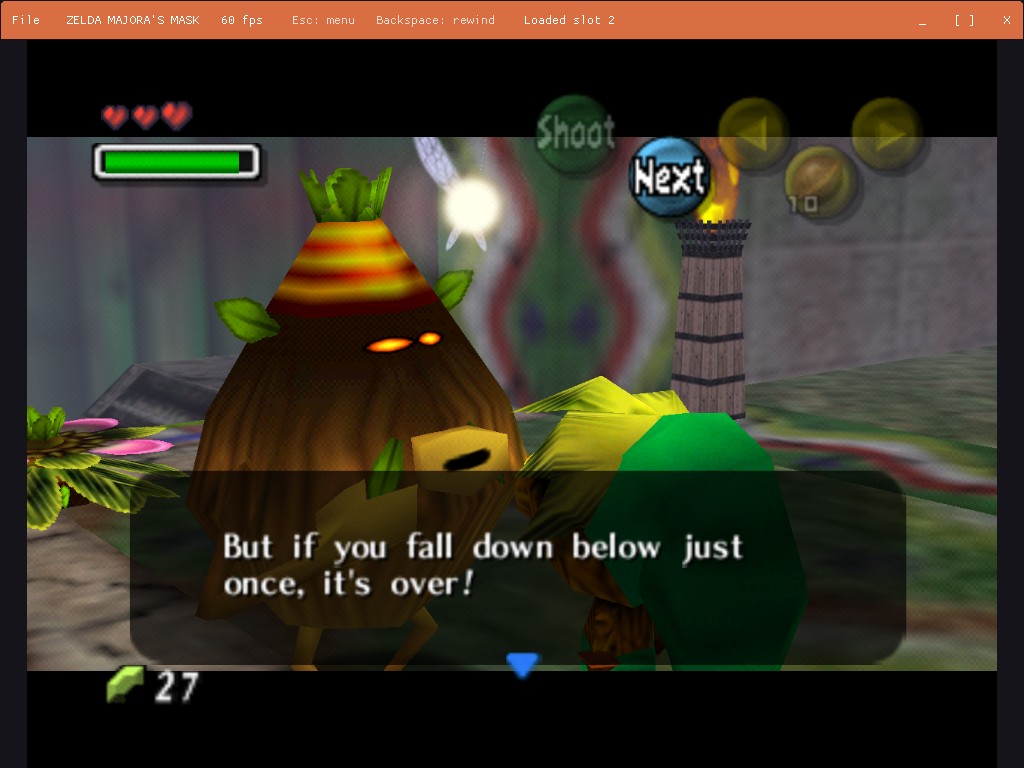 File ZELDA MAJORA'S MASK 60 fps Esc: menu Backspace: rewind Loaded slot 2 _ [ ] X
Shoot
Next
10
But if you fall down below just
once, it's over!
27